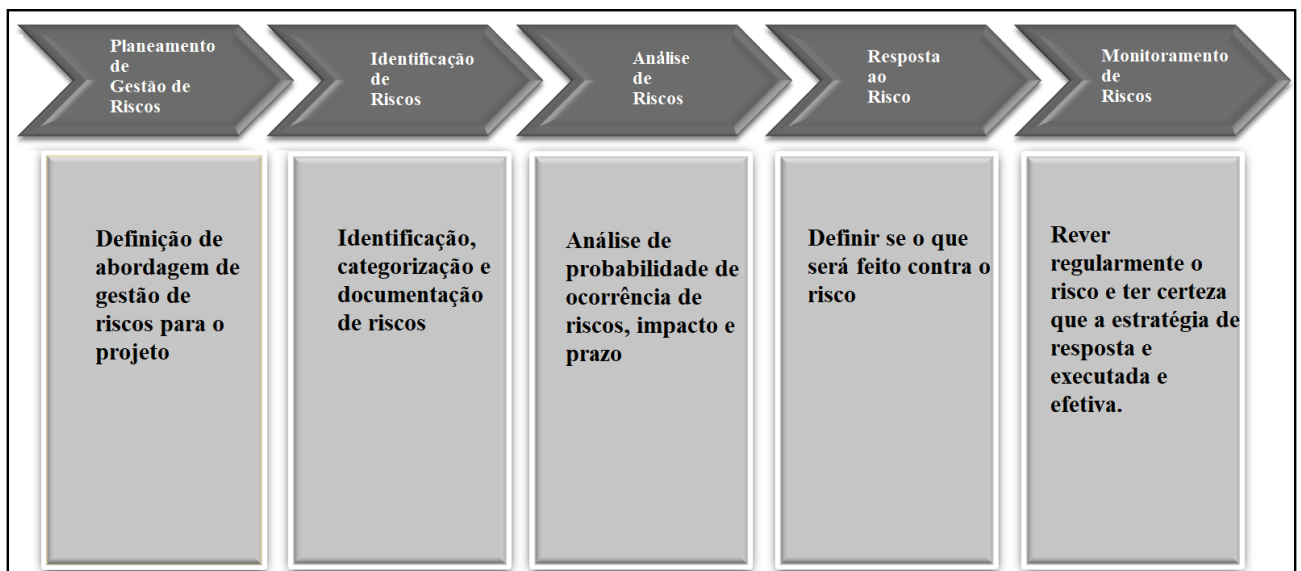 Planeamento
de
Gestão de
Riscos
Identificação
de
Riscos
Análise
de
Riscos
Resposta
ao
Risco
Monitoramento
de
Riscos
Definição de
abordagem de
gestão de
riscos para o
projeto
Identificação,
categorização e
documentação
de riscos
Análise de
probabilidade de
ocorrência de
riscos, impacto e
prazo
Definir se o que
será feito contra o
risco
Rever
regularmente o
risco e ter certeza
que a estratégia de
resposta e
executada e
efetiva.